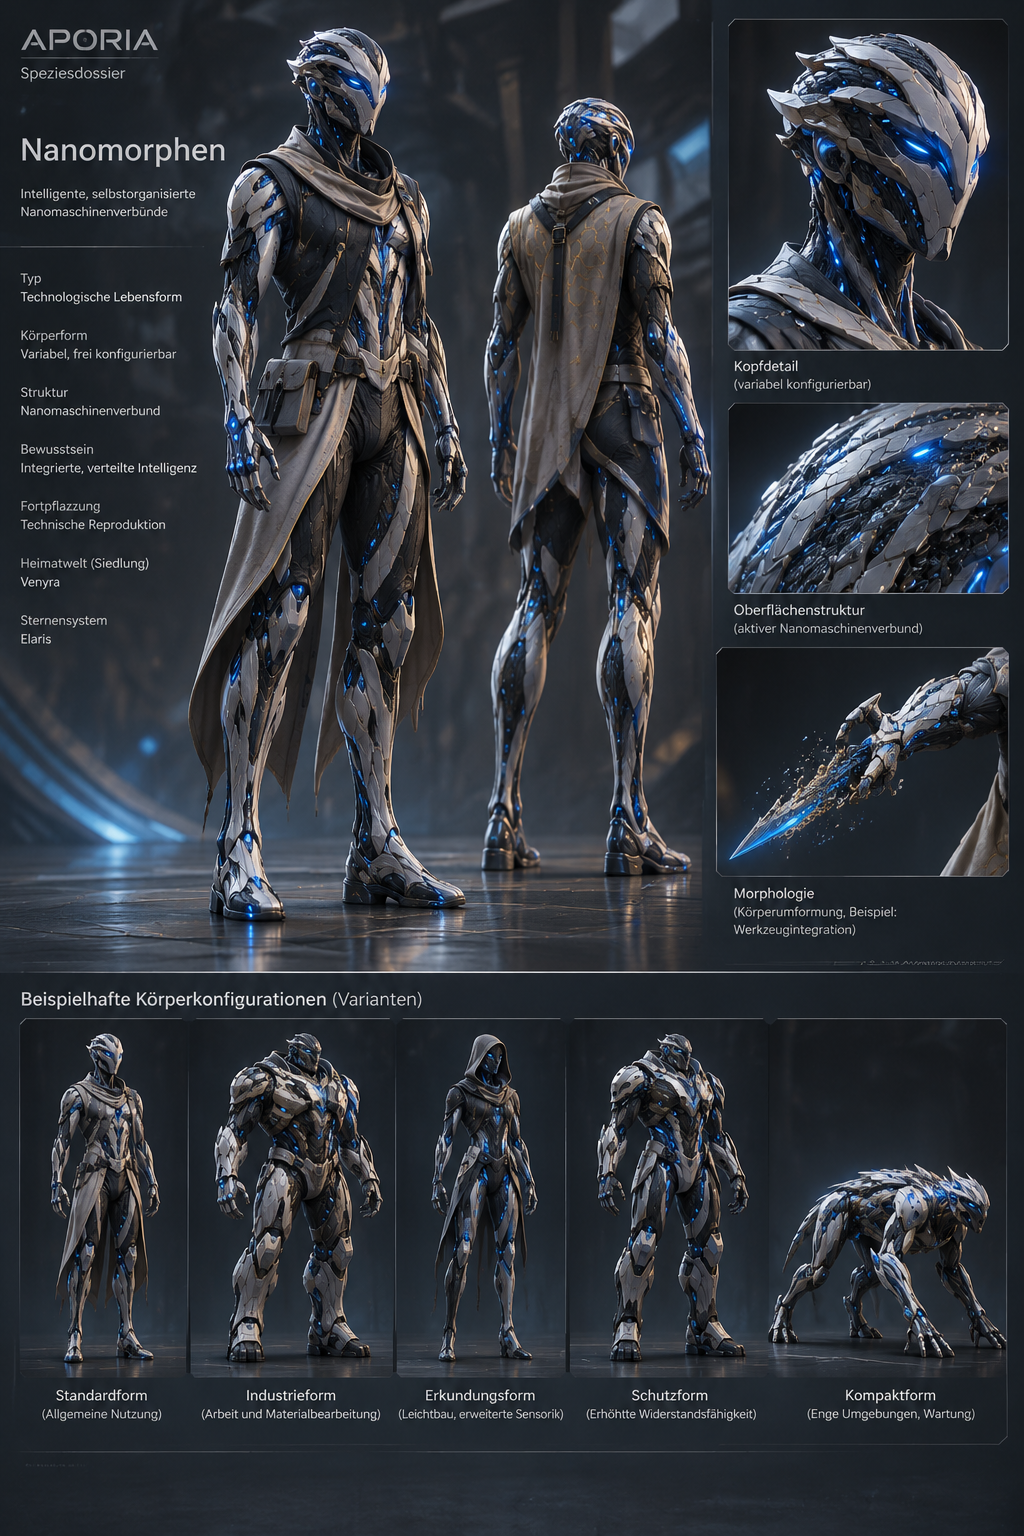 APORIA
Speziesdossier
Nanomorphen
Intelligente, selbstorganisierte
Nanomaschinenverbünde
Typ
Technologische Lebensform
Körperform
Variabel, frei konfigurierbar
Struktur
Nanomaschinenverbund
Bewusstsein
Integrierte, verteilte Intelligenz
Fortpflazzung
Technische Reproduktion
Heimatwelt (Siedlung)
Venyra
Sternensystem
Elaris
Kopfdetail
(variabel konfigurierbar)
Oberflächenstruktur
(aktiver Nanomaschinenverbund)
Morphologie
(Körperumformung, Beispiel:
Werkzeugintegration)
Beispielhafte Körperkonfigurationen (Varianten)
Standardform
(Allgemeine Nutzung)
Industrieform
(Arbeit und Materialbearbeitung)
Erkundungsform
(Leichtbau, erweiterte Sensorik)
Schutzform
(Erhöhtte Widerstandsfähigkeit)
Kompaktform
(Enge Umgebungen, Wartung)